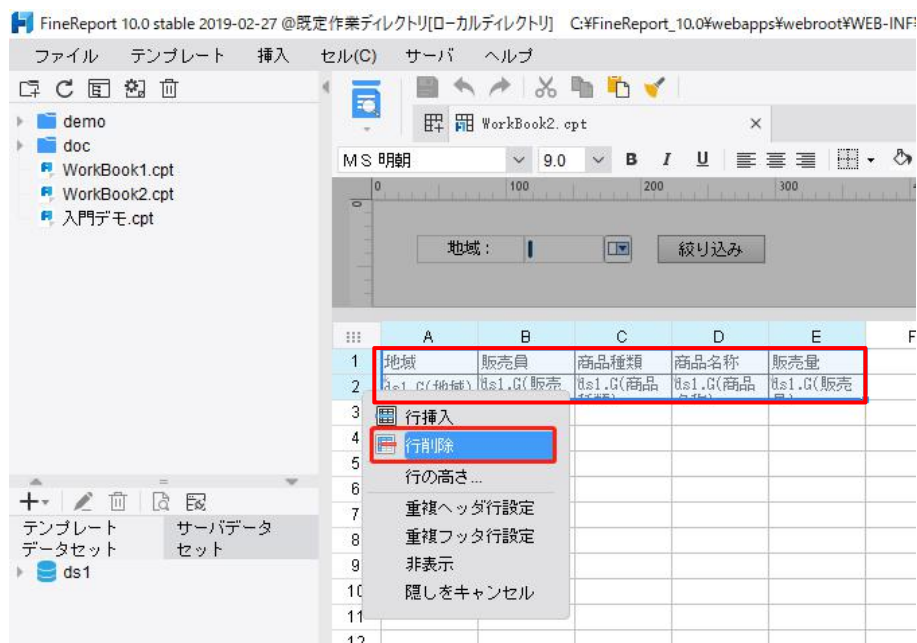 FineReport 10.0 stable 2019-02-27 @既定作業ディレクトリ[ローカルディレクトリ] C:¥FineReport_10.0¥webapps¥webroot¥WEB-INF¥
ファイル テンプレート 挿入 セル(C) サーバ ヘルプ
demo
doc
WorkBook1.cpt
WorkBook2.cpt
入門デモ.cpt
WorkBook2.cpt
MS 明朝 9.0 B I U
0 100 200 300
0
地域: 絞り込み
A B C D E F
1 地域 販売員 商品種類 商品名称 販売量
2 ds1.G(地域) ds1.G(販売 ds1.G(商品 ds1.G(商品 ds1.G(販売
種類) 名称) 量)
3 行挿入
4 行削除
5 行の高さ...
6
7 重複ヘッダ行設定
8 重複フッタ行設定
9 非表示
10 隠しをキャンセル
11
12
テンプレート サーバデータ
データセット セット
ds1